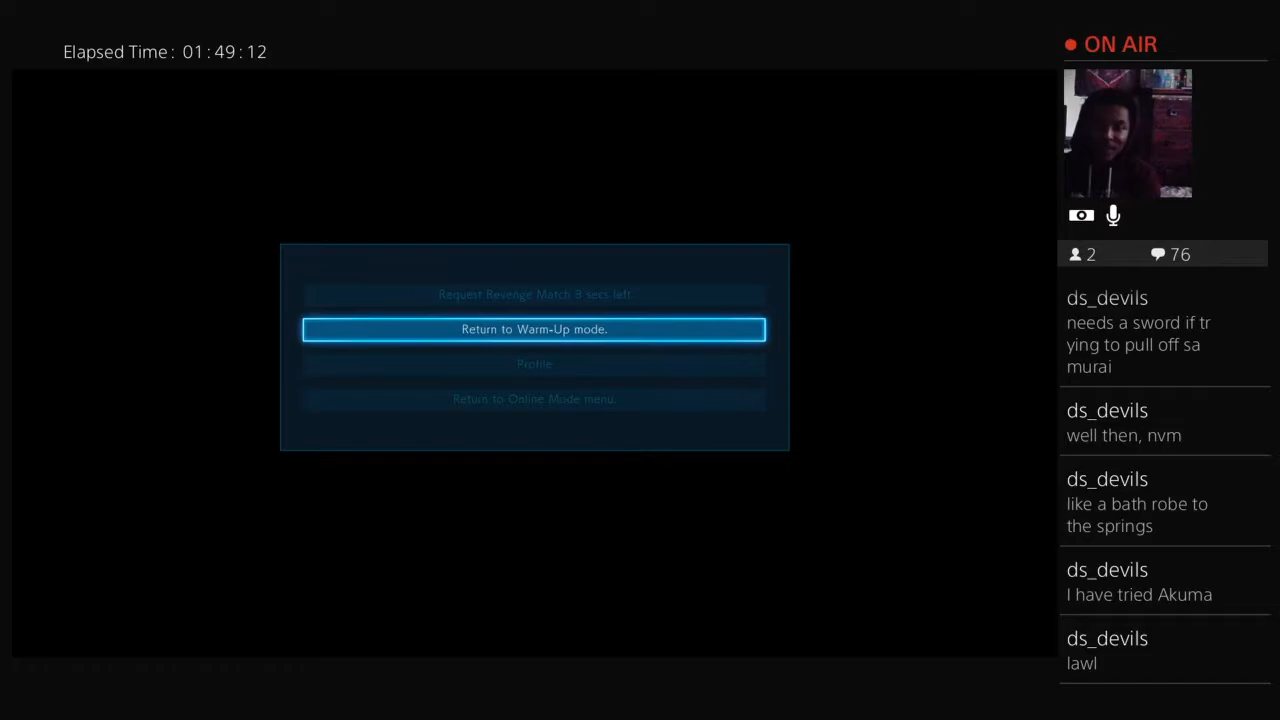 Elapsed Time: 01:49:12
ON AIR
Request Revenge Match 3 secs left.
Return to Warm-Up mode.
Profile
Return to Online Mode menu.
2 76
ds_devils
needs a sword if tr
ying to pull off sa
murai
ds_devils
well then, nvm
ds_devils
like a bath robe to
the springs
ds_devils
I have tried Akuma
ds_devils
lawl